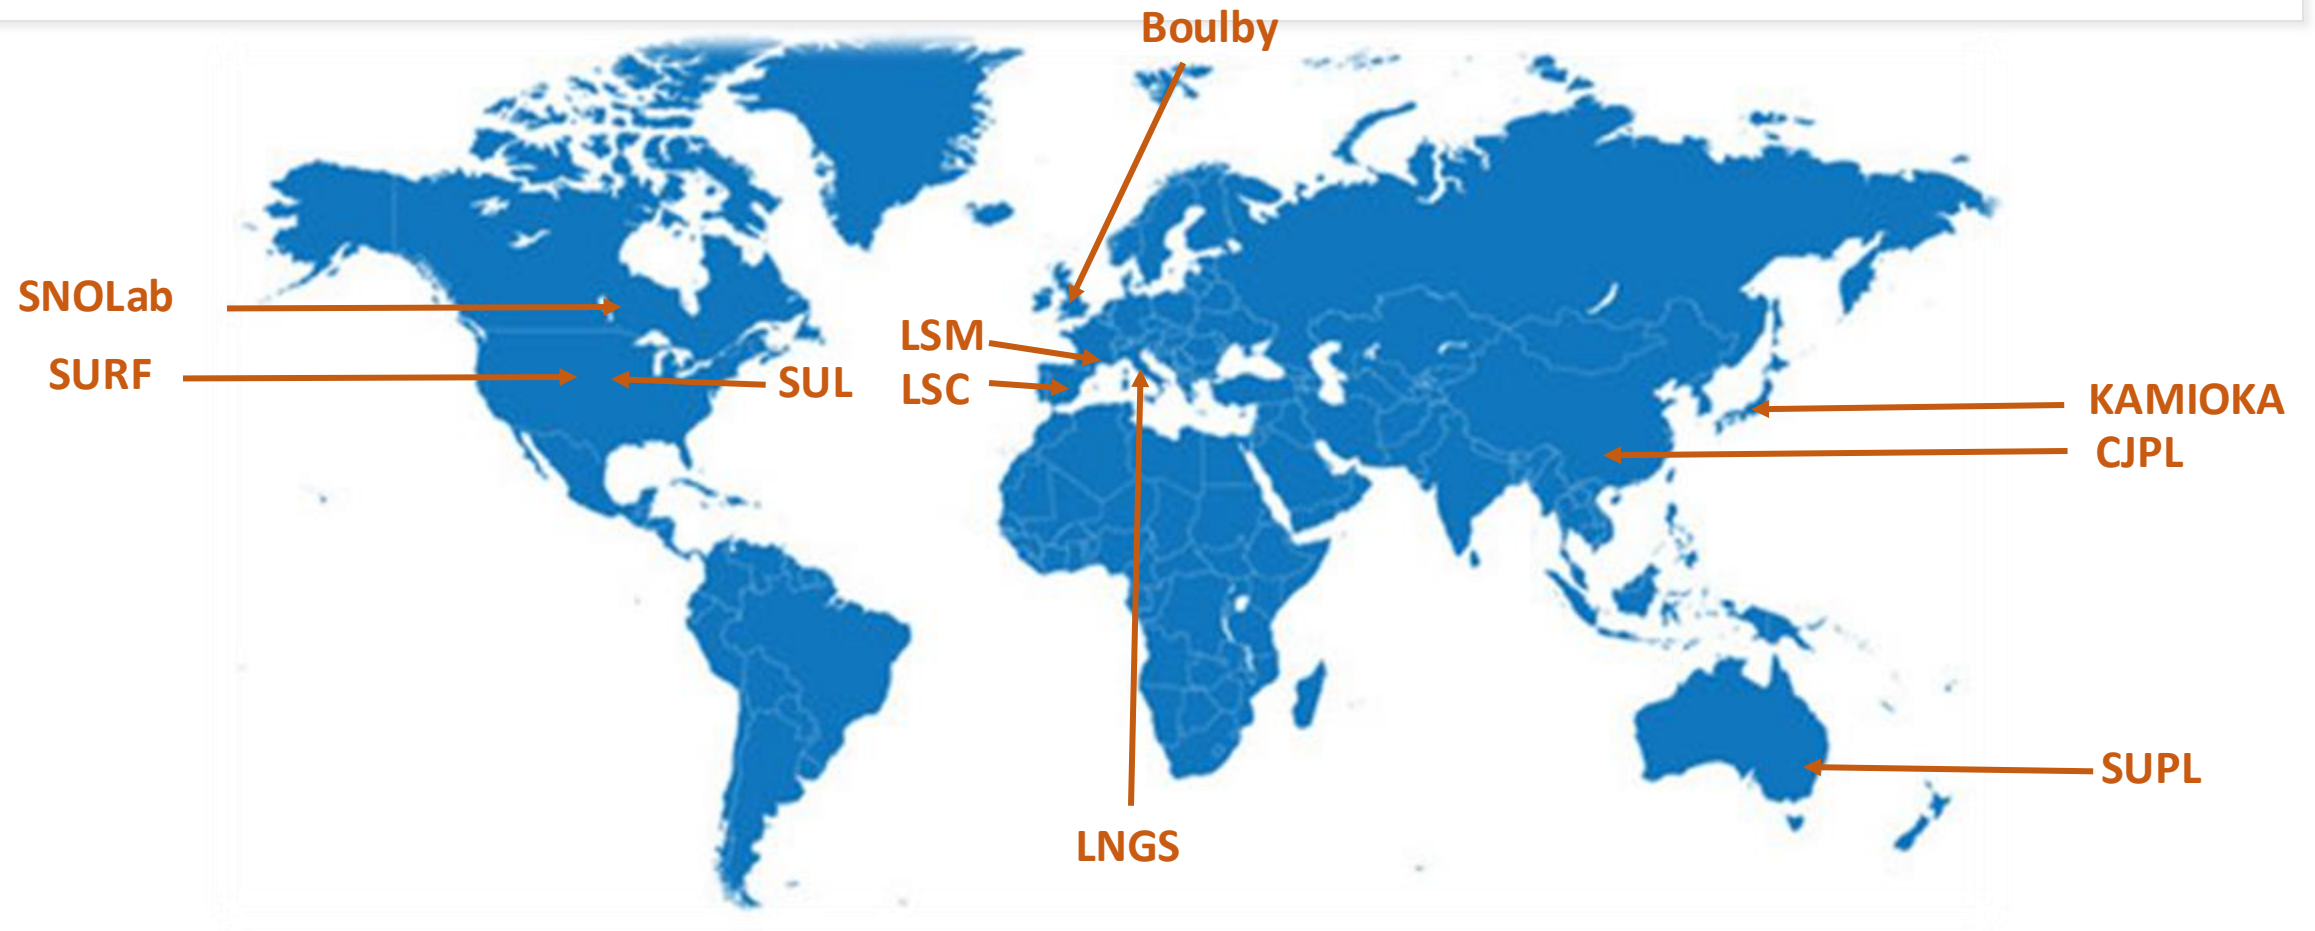 Boulby
SNOLab
SURF
SUL
LSM
LSC
KAMIOKA
CJPL
SUPL
LNGS